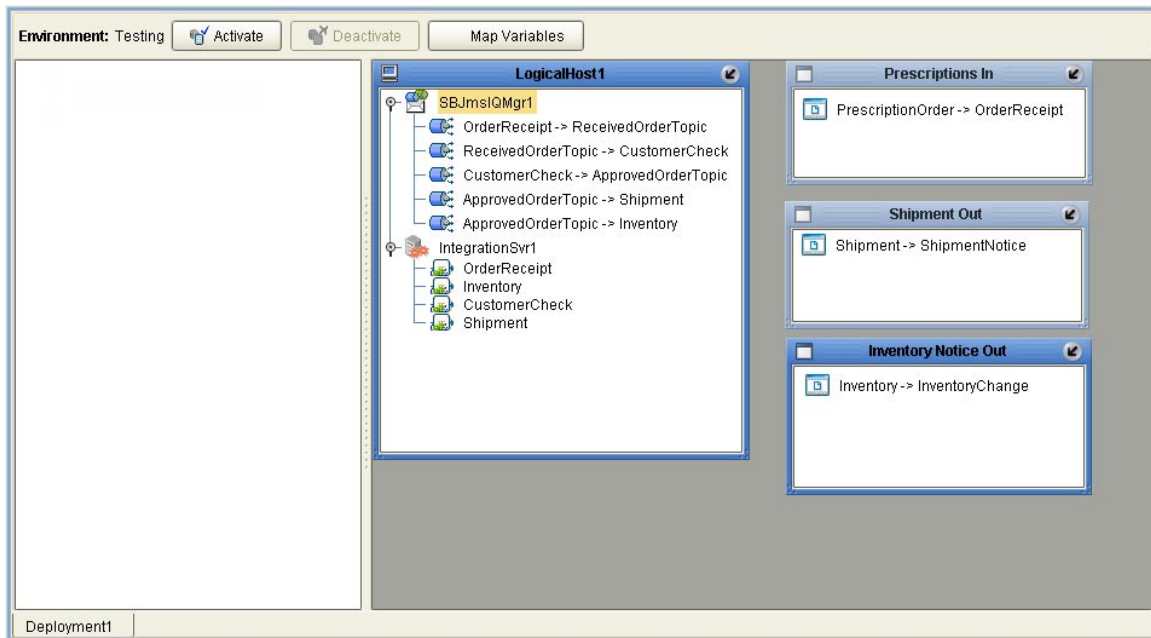 Environment: Testing Activate Deactivate Map Variables
LogicalHost1
SBJmsIQMgr1
OrderReceipt -> ReceivedOrderTopic
ReceivedOrderTopic -> CustomerCheck
CustomerCheck -> ApprovedOrderTopic
ApprovedOrderTopic -> Shipment
ApprovedOrderTopic -> Inventory
IntegrationSvr1
OrderReceipt
Inventory
CustomerCheck
Shipment
Prescriptions In
PrescriptionOrder -> OrderReceipt
Shipment Out
Shipment -> ShipmentNotice
Inventory Notice Out
Inventory -> InventoryChange
Deployment1